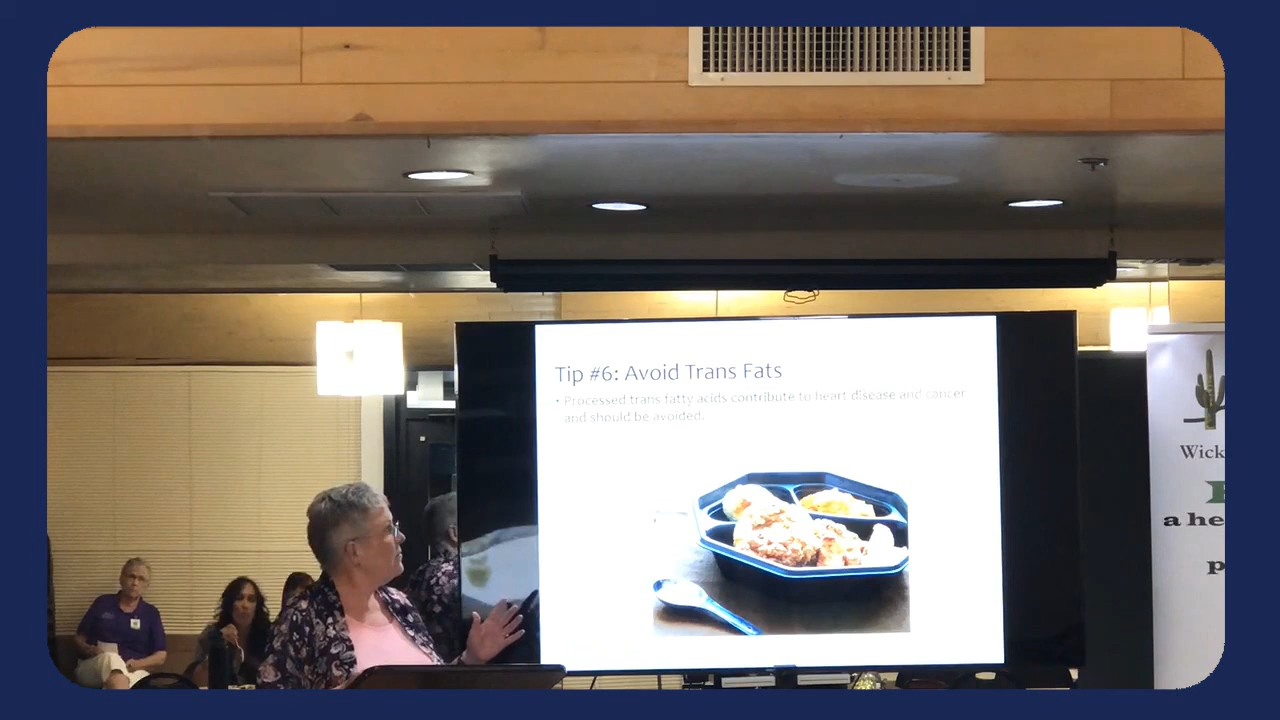 Tip #6: Avoid Trans Fats
• Processed trans fatty acids contribute to heart disease and cancer
and should be avoided.
Wick
a he
p